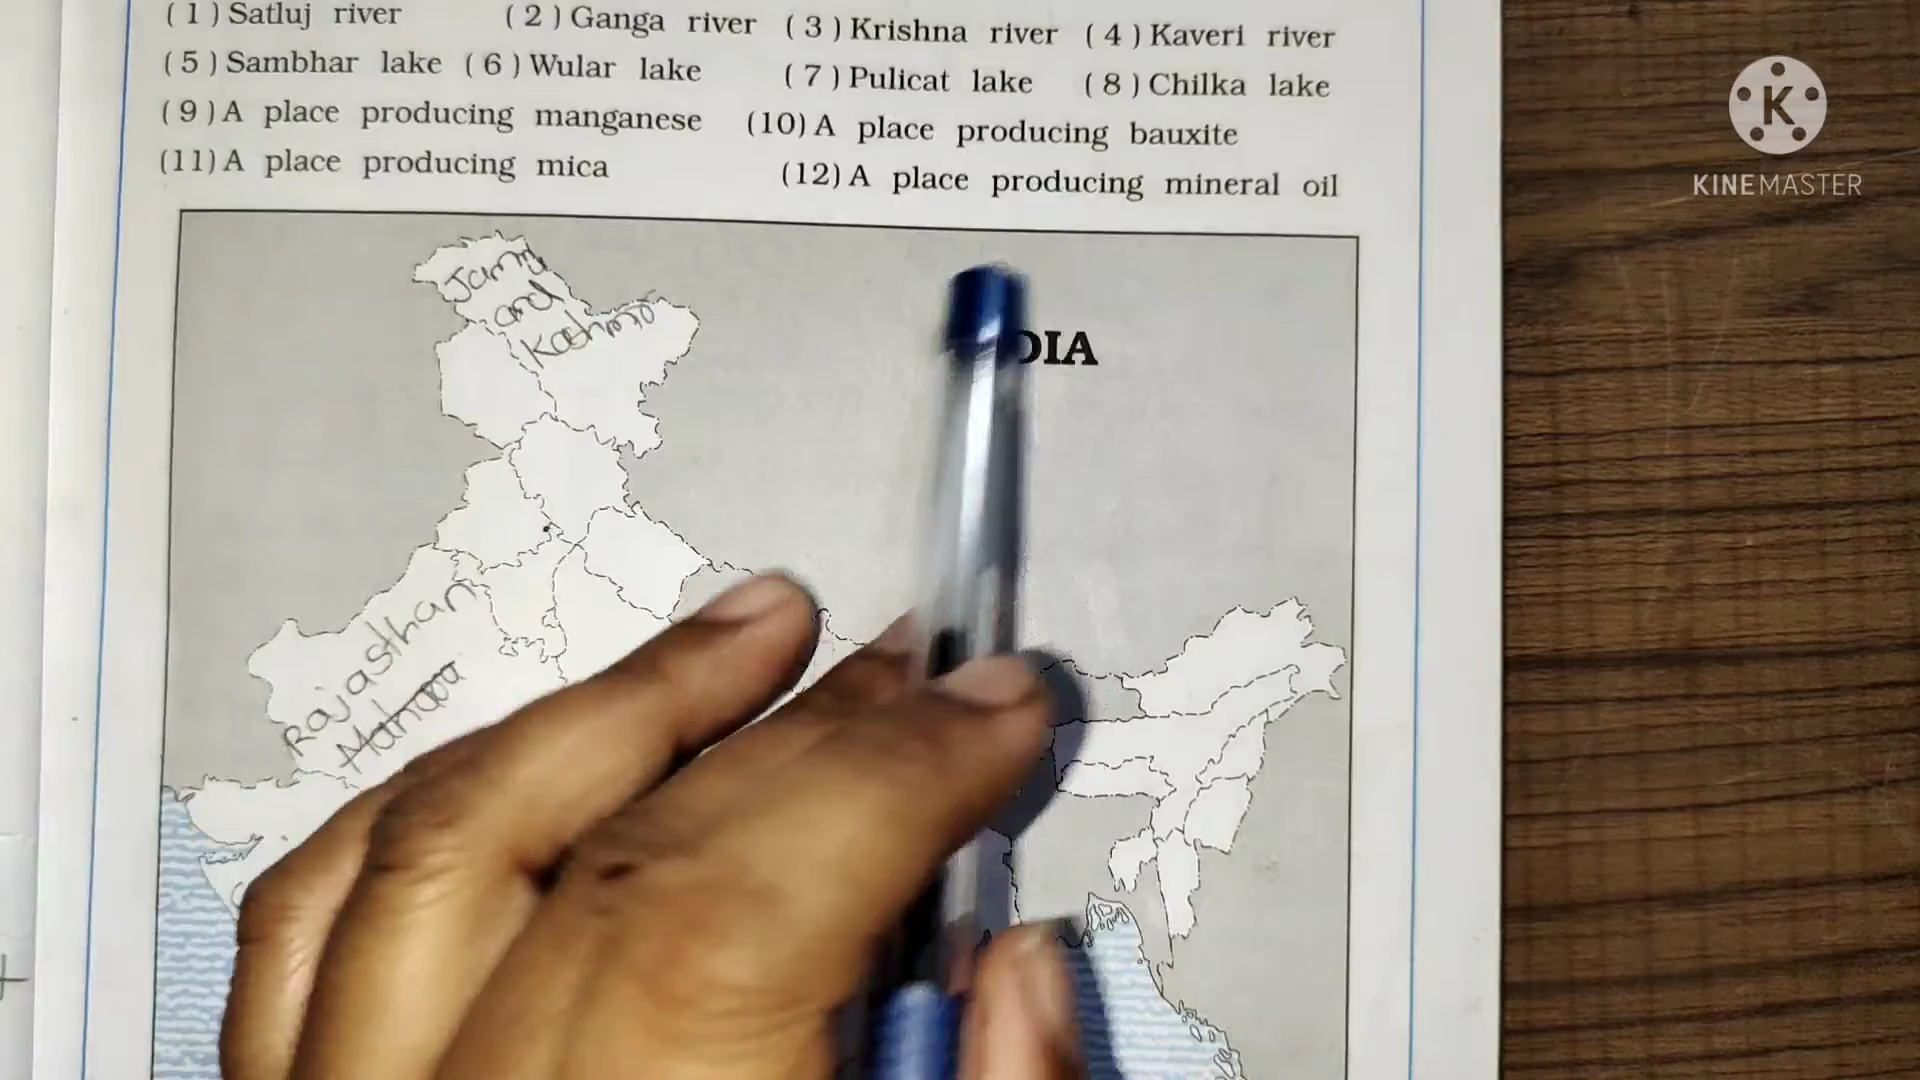 (1) Satluj river (2) Ganga river (3) Krishna river (4) Kaveri river
(5) Sambhar lake (6) Wular lake (7) Pulicat lake (8) Chilka lake
(9) A place producing manganese (10) A place producing bauxite
(11) A place producing mica (12) A place producing mineral oil
KINEMASTER
Jammu
and
Kashmir
DIA
Rajasthan